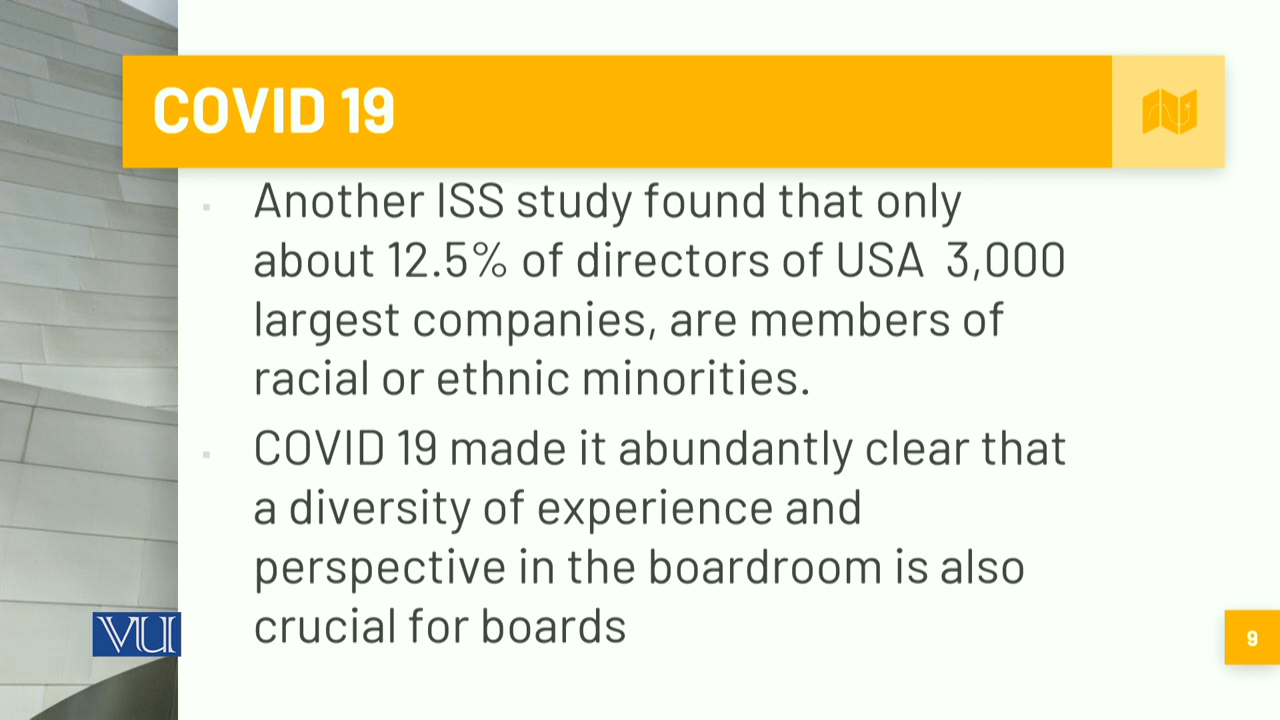 COVID 19
Another ISS study found that only
about 12.5% of directors of USA 3,000
largest companies, are members of
racial or ethnic minorities.
COVID 19 made it abundantly clear that
a diversity of experience and
perspective in the boardroom is also
crucial for boards
VU
9